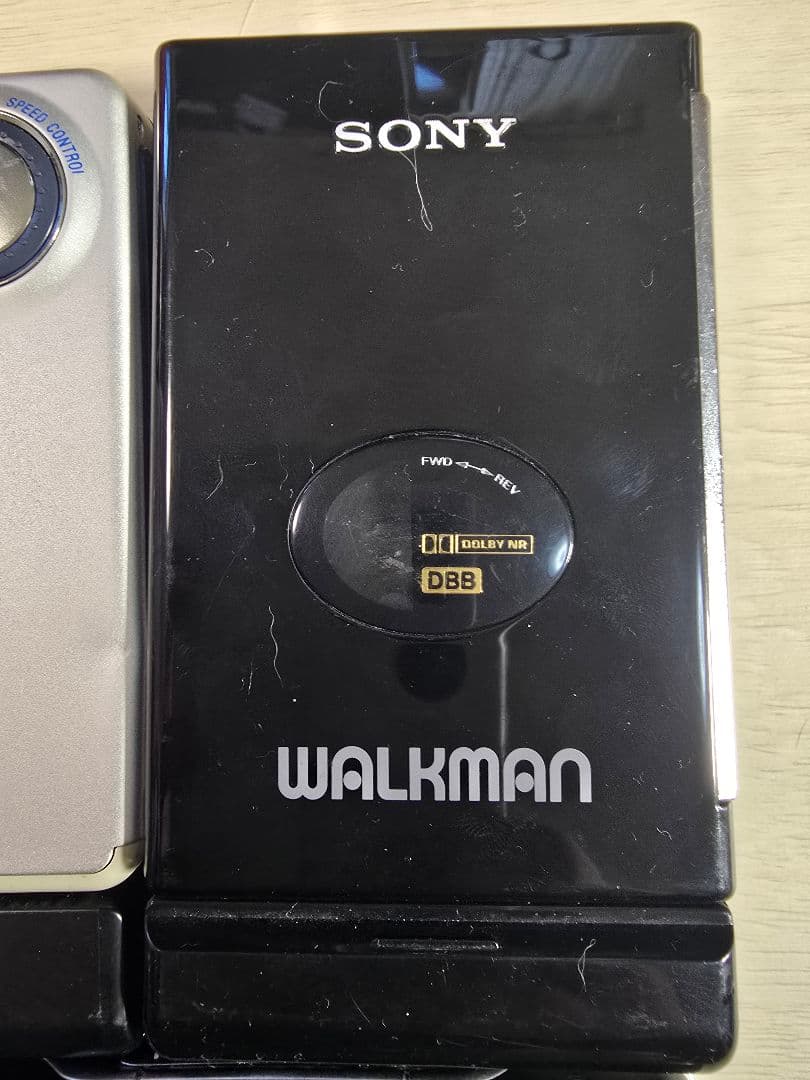 SPEED CONTROL
SONY
FWD
REV
DOLBY NR
DBB
WALKMAN